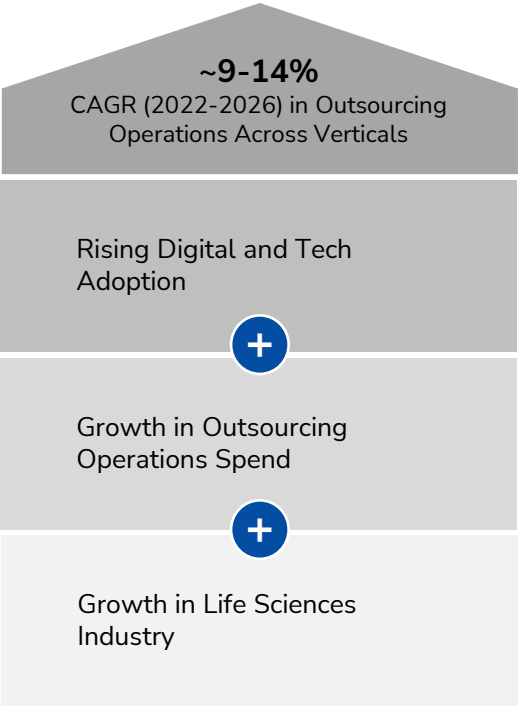 ~9-14%
CAGR (2022-2026) in Outsourcing
Operations Across Verticals
Rising Digital and Tech
Adoption
+
Growth in Outsourcing
Operations Spend
+
Growth in Life Sciences
Industry